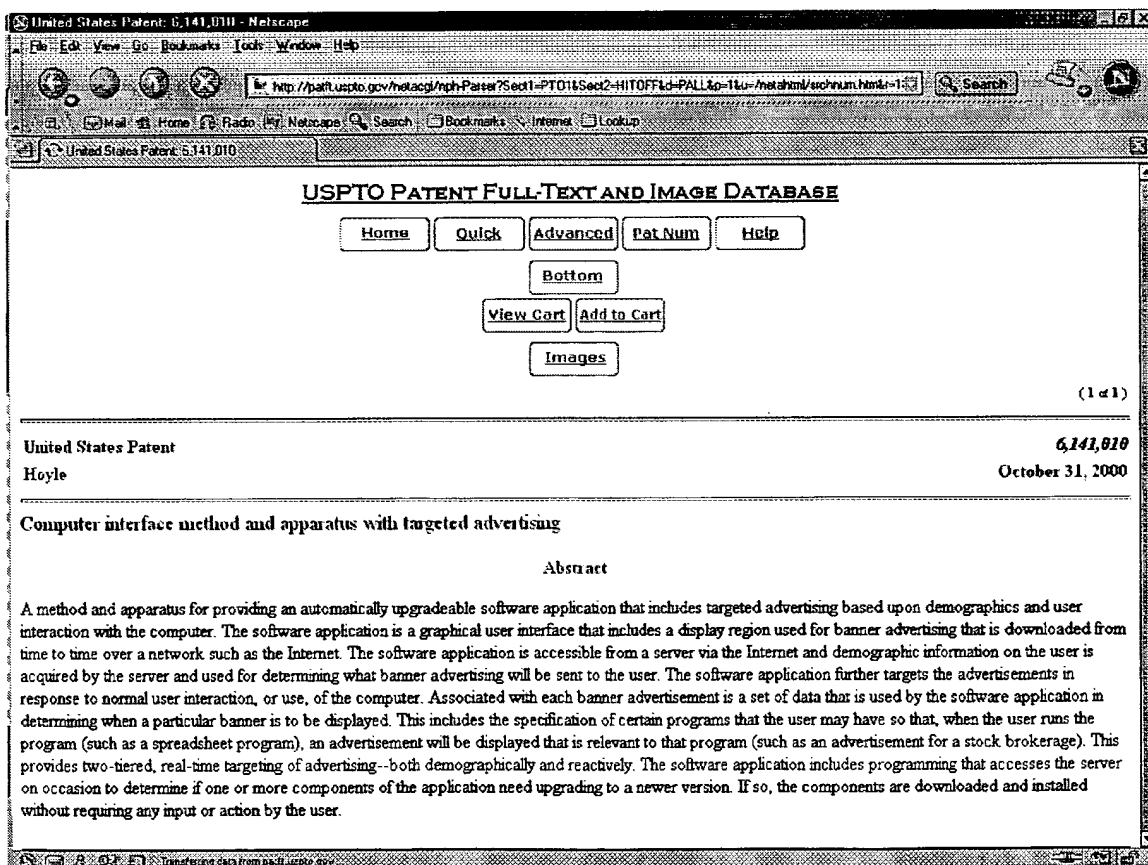 United States Patent: 6,141,010 - Netscape
File Edit View Go Bookmarks Tools Window Help
http://patft.uspto.gov/netacgi/nph-Parser?Sect1=PTO1&Sect2=HITOFF&d=PALL&p=1&u=/netahtml/srchnum.htm&r=1 Search
Mail Home Radio Netscape Search Bookmarks Internet Lookup
United States Patent: 6,141,010
USPTO PATENT FULL-TEXT AND IMAGE DATABASE
Home Quick Advanced Pat Num Help
Bottom
View Cart Add to Cart
Images
(1 of 1)
United States Patent 6,141,010
Hoyle October 31, 2000
Computer interface method and apparatus with targeted advertising
Abstract
A method and apparatus for providing an automatically upgradeable software application that includes targeted advertising based upon demographics and user
interaction with the computer. The software application is a graphical user interface that includes a display region used for banner advertising that is downloaded from
time to time over a network such as the Internet. The software application is accessible from a server via the Internet and demographic information on the user is
acquired by the server and used for determining what banner advertising will be sent to the user. The software application further targets the advertisements in
response to normal user interaction, or use, of the computer. Associated with each banner advertisement is a set of data that is used by the software application in
determining when a particular banner is to be displayed. This includes the specification of certain programs that the user may have so that, when the user runs the
program (such as a spreadsheet program), an advertisement will be displayed that is relevant to that program (such as an advertisement for a stock brokerage). This
provides two-tiered, real-time targeting of advertising--both demographically and reactively. The software application includes programming that accesses the server
on occasion to determine if one or more components of the application need upgrading to a newer version. If so, the components are downloaded and installed
without requiring any input or action by the user.
Transferring data from patft.uspto.gov